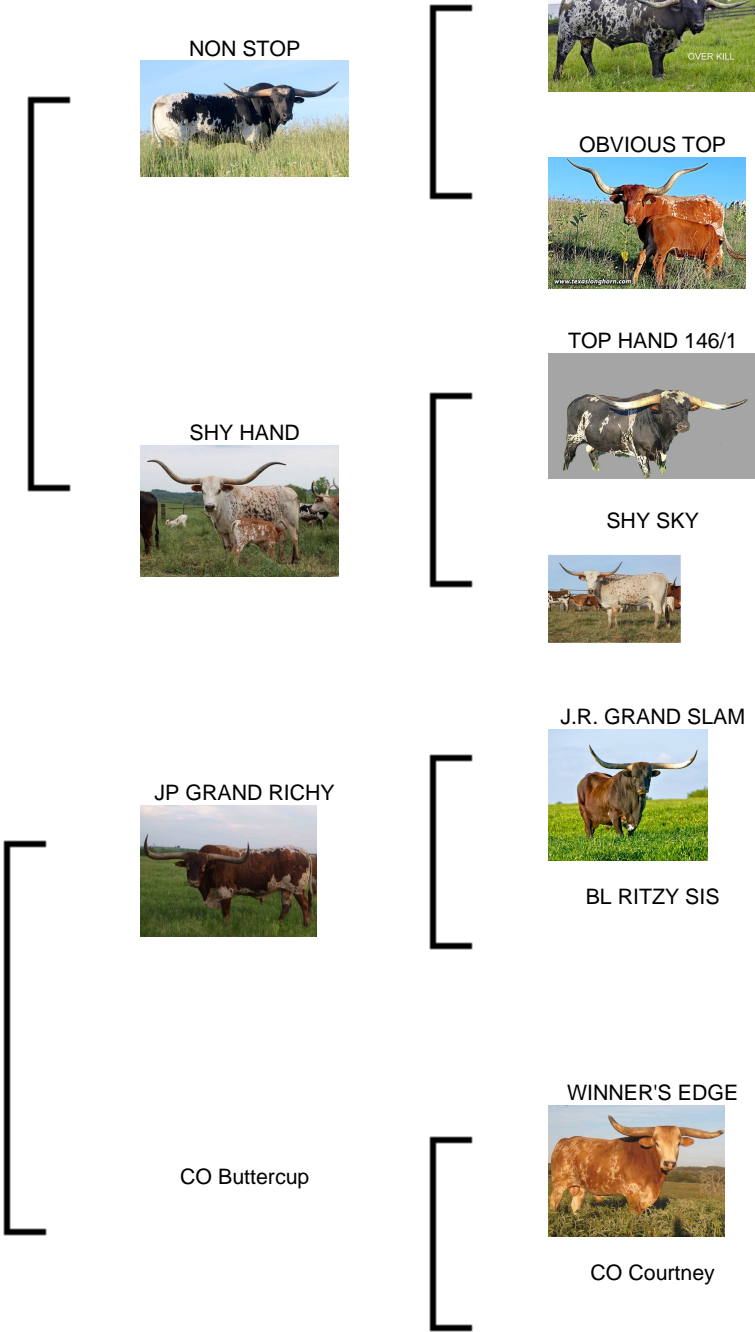 NON STOP
OVER KILL
OBVIOUS TOP
www.texaslonghorn.com
TOP HAND 146/1
SHY HAND
SHY SKY
J.R. GRAND SLAM
JP GRAND RICHY
BL RITZY SIS
WINNER'S EDGE
CO Buttercup
CO Courtney